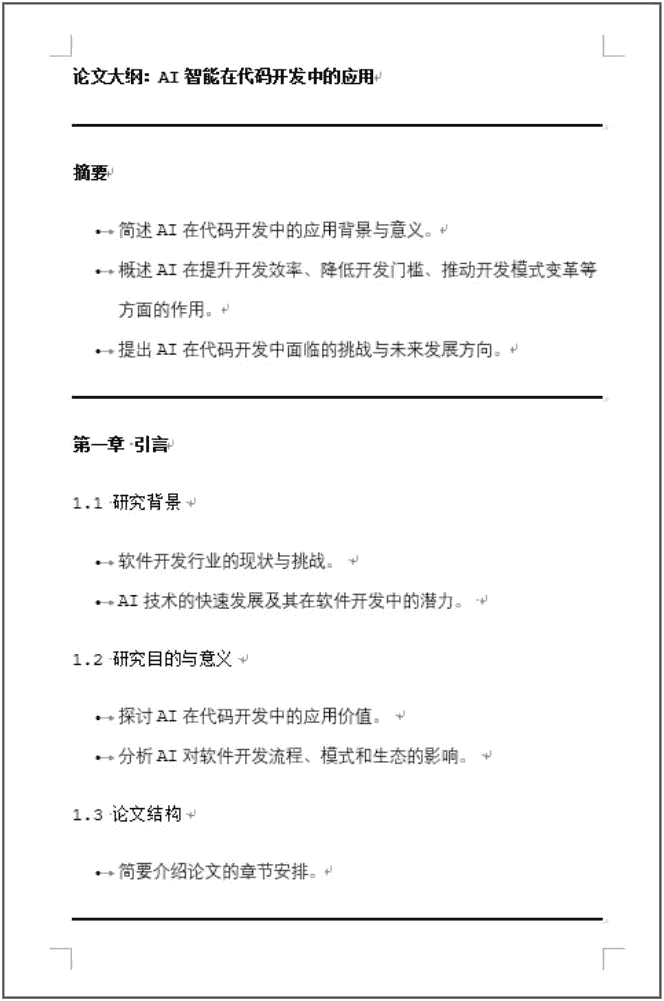 论文大纲：AI 智能在代码开发中的应用
摘要
• 简述 AI 在代码开发中的应用背景与意义。
• 概述 AI 在提升开发效率、降低开发门槛、推动开发模式变革等
方面的作用。
• 提出 AI 在代码开发中面临的挑战与未来发展方向。
第一章 引言
1.1 研究背景
• 软件开发行业的现状与挑战。
• AI 技术的快速发展及其在软件开发中的潜力。
1.2 研究目的与意义
• 探讨 AI 在代码开发中的应用价值。
• 分析 AI 对软件开发流程、模式和生态的影响。
1.3 论文结构
• 简要介绍论文的章节安排。